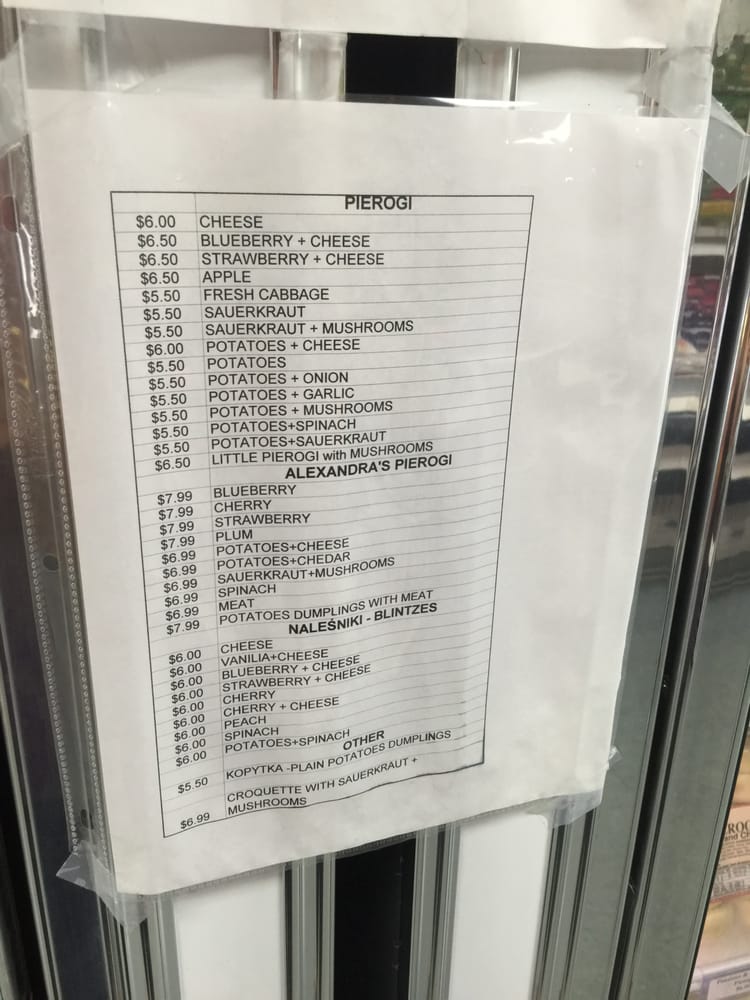 PIEROGI
$6.00 CHEESE
$6.50 BLUEBERRY + CHEESE
$6.50 STRAWBERRY + CHEESE
$6.50 APPLE
$5.50 FRESH CABBAGE
$5.50 SAUERKRAUT
$5.50 SAUERKRAUT + MUSHROOMS
$6.00 POTATOES + CHEESE
$5.50 POTATOES
$5.50 POTATOES + ONION
$5.50 POTATOES + GARLIC
$5.50 POTATOES + MUSHROOMS
$5.50 POTATOES+SPINACH
$5.50 POTATOES+SAUERKRAUT
$6.50 LITTLE PIEROGI with MUSHROOMS
ALEXANDRA'S PIEROGI
$7.99 BLUEBERRY
$7.99 CHERRY
$7.99 STRAWBERRY
$7.99 PLUM
$6.99 POTATOES+CHEESE
$6.99 POTATOES+CHEDAR
$6.99 SAUERKRAUT+MUSHROOMS
$6.99 SPINACH
$6.99 MEAT
$7.99 POTATOES DUMPLINGS WITH MEAT
NALEŚNIKI - BLINTZES
$6.00 CHEESE
$6.00 VANILIA+CHEESE
$6.00 BLUEBERRY + CHEESE
$6.00 STRAWBERRY + CHEESE
$6.00 CHERRY
$6.00 CHERRY + CHEESE
$6.00 PEACH
$6.00 SPINACH
$6.00 POTATOES+SPINACH
OTHER
$5.50 KOPYTKA -PLAIN POTATOES DUMPLINGS
CROQUETTE WITH SAUERKRAUT +
$6.99 MUSHROOMS